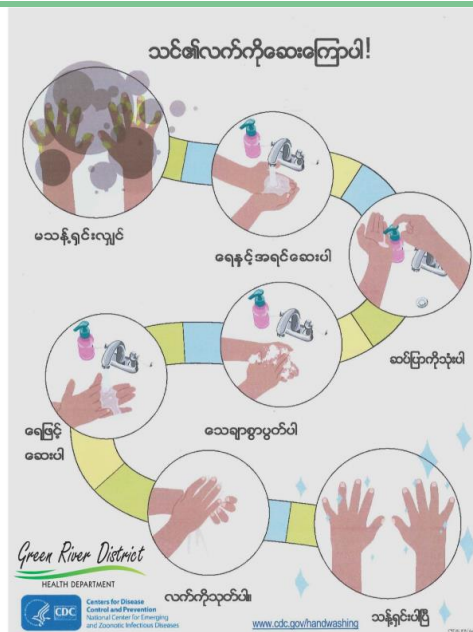 သင်၏လက်ကိုဆေးကြောပါ!
မသန့်ရှင်းလျှင်
ရေနှင့်အရင်ဆေးပါ
ဆပ်ပြာကိုသုံးပါ
သေချာစွာပွတ်ပါ
ရေဖြင့်
ဆေးပါ
လက်ကိုသုတ်ပါ။
သန့်ရှင်းပါပြီ
Green River District
HEALTH DEPARTMENT
CDC
Centers for Disease
Control and Prevention
National Center for Emerging
and Zoonotic Infectious Diseases
www.cdc.gov/handwashing